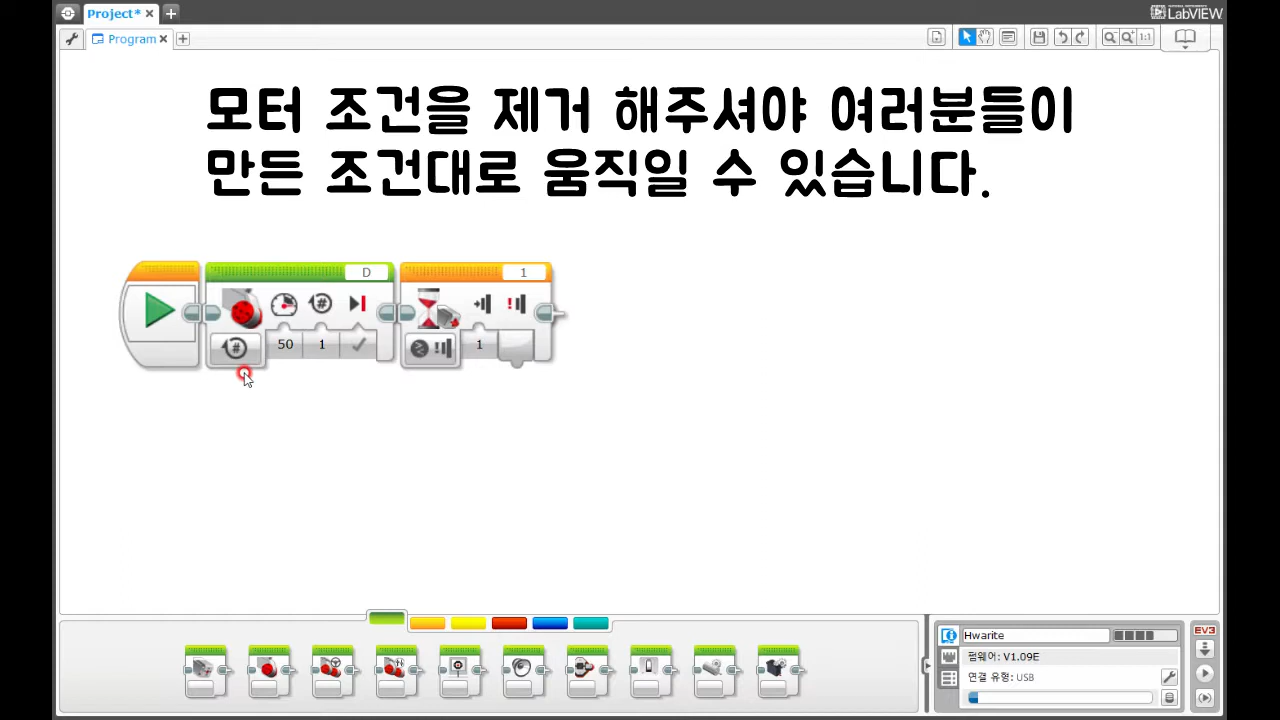 Project*
LabVIEW
Program
1:1
모터 조건을 제거 해주셔야 여러분들이
만든 조건대로 움직일 수 있습니다.
D
1
#
#
50
1
1
EV3
Hwarite
펌웨어: V1.09E
연결 유형: USB